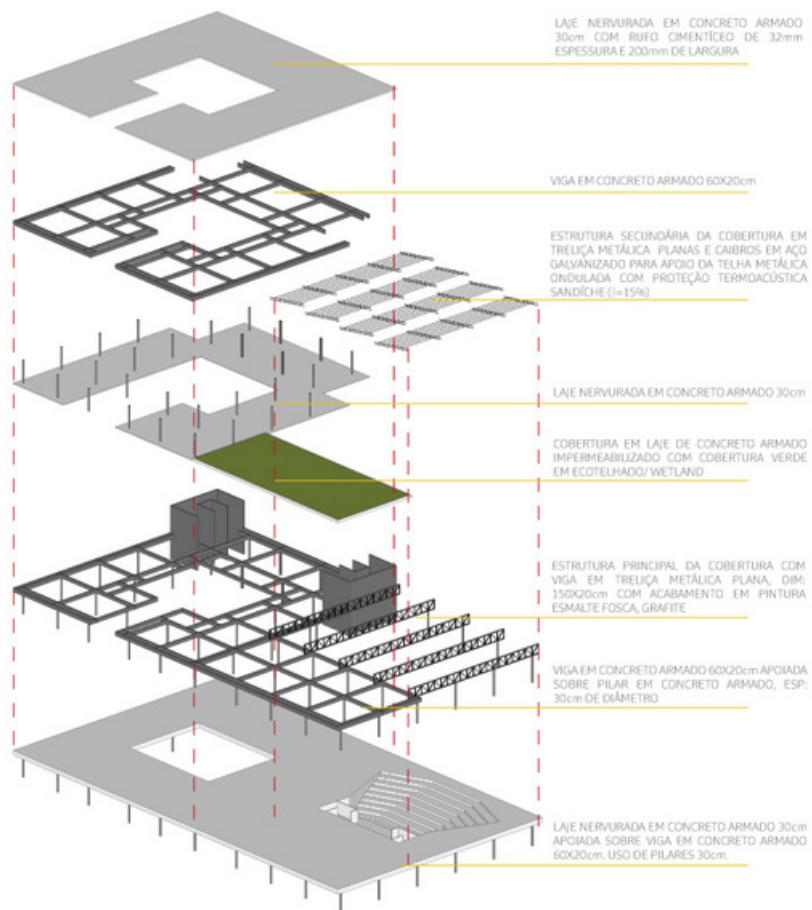 LAJE NERVURADA EM CONCRETO ARMADO
30cm COM RUFO CIMENTÍCEO DE 32mm
ESPESSURA E 200mm DE LARGURA
VIGA EM CONCRETO ARMADO 60X20cm
ESTRUTURA SECUNDÁRIA DA COBERTURA EM
TRELIÇA METÁLICA PLANAS E CAIBROS EM AÇO
GALVANIZADO PARA APOIO DA TELHA METÁLICA
ONDULADA COM PROTEÇÃO TERMOACÚSTICA
SANDÍCHE (i=15%)
LAJE NERVURADA EM CONCRETO ARMADO 30cm
COBERTURA EM LAJE DE CONCRETO ARMADO
IMPERMEABILIZADO COM COBERTURA VERDE
EM ECOTELHADO/ WETLAND
ESTRUTURA PRINCIPAL DA COBERTURA COM
VIGA EM TRELIÇA METÁLICA PLANA, DIM:
150X20cm COM ACABAMENTO EM PINTURA
ESMALTE FOSCA, GRAFITE
VIGA EM CONCRETO ARMADO 60X20cm APOIADA
SOBRE PILAR EM CONCRETO ARMADO, ESP:
30cm DE DIÂMETRO
LAJE NERVURADA EM CONCRETO ARMADO 30cm
APOIADA SOBRE VIGA EM CONCRETO ARMADO
60X20cm. USO DE PILARES 30cm.